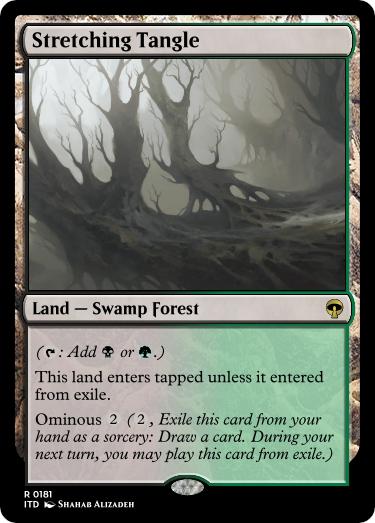 Stretching Tangle
Land — Swamp Forest
(: Add or .)
This land enters tapped unless it entered
from exile.
Ominous 2 (2, Exile this card from your
hand as a sorcery: Draw a card. During your
next turn, you may play this card from exile.)
R 0181
ITD Shahab Alizadeh